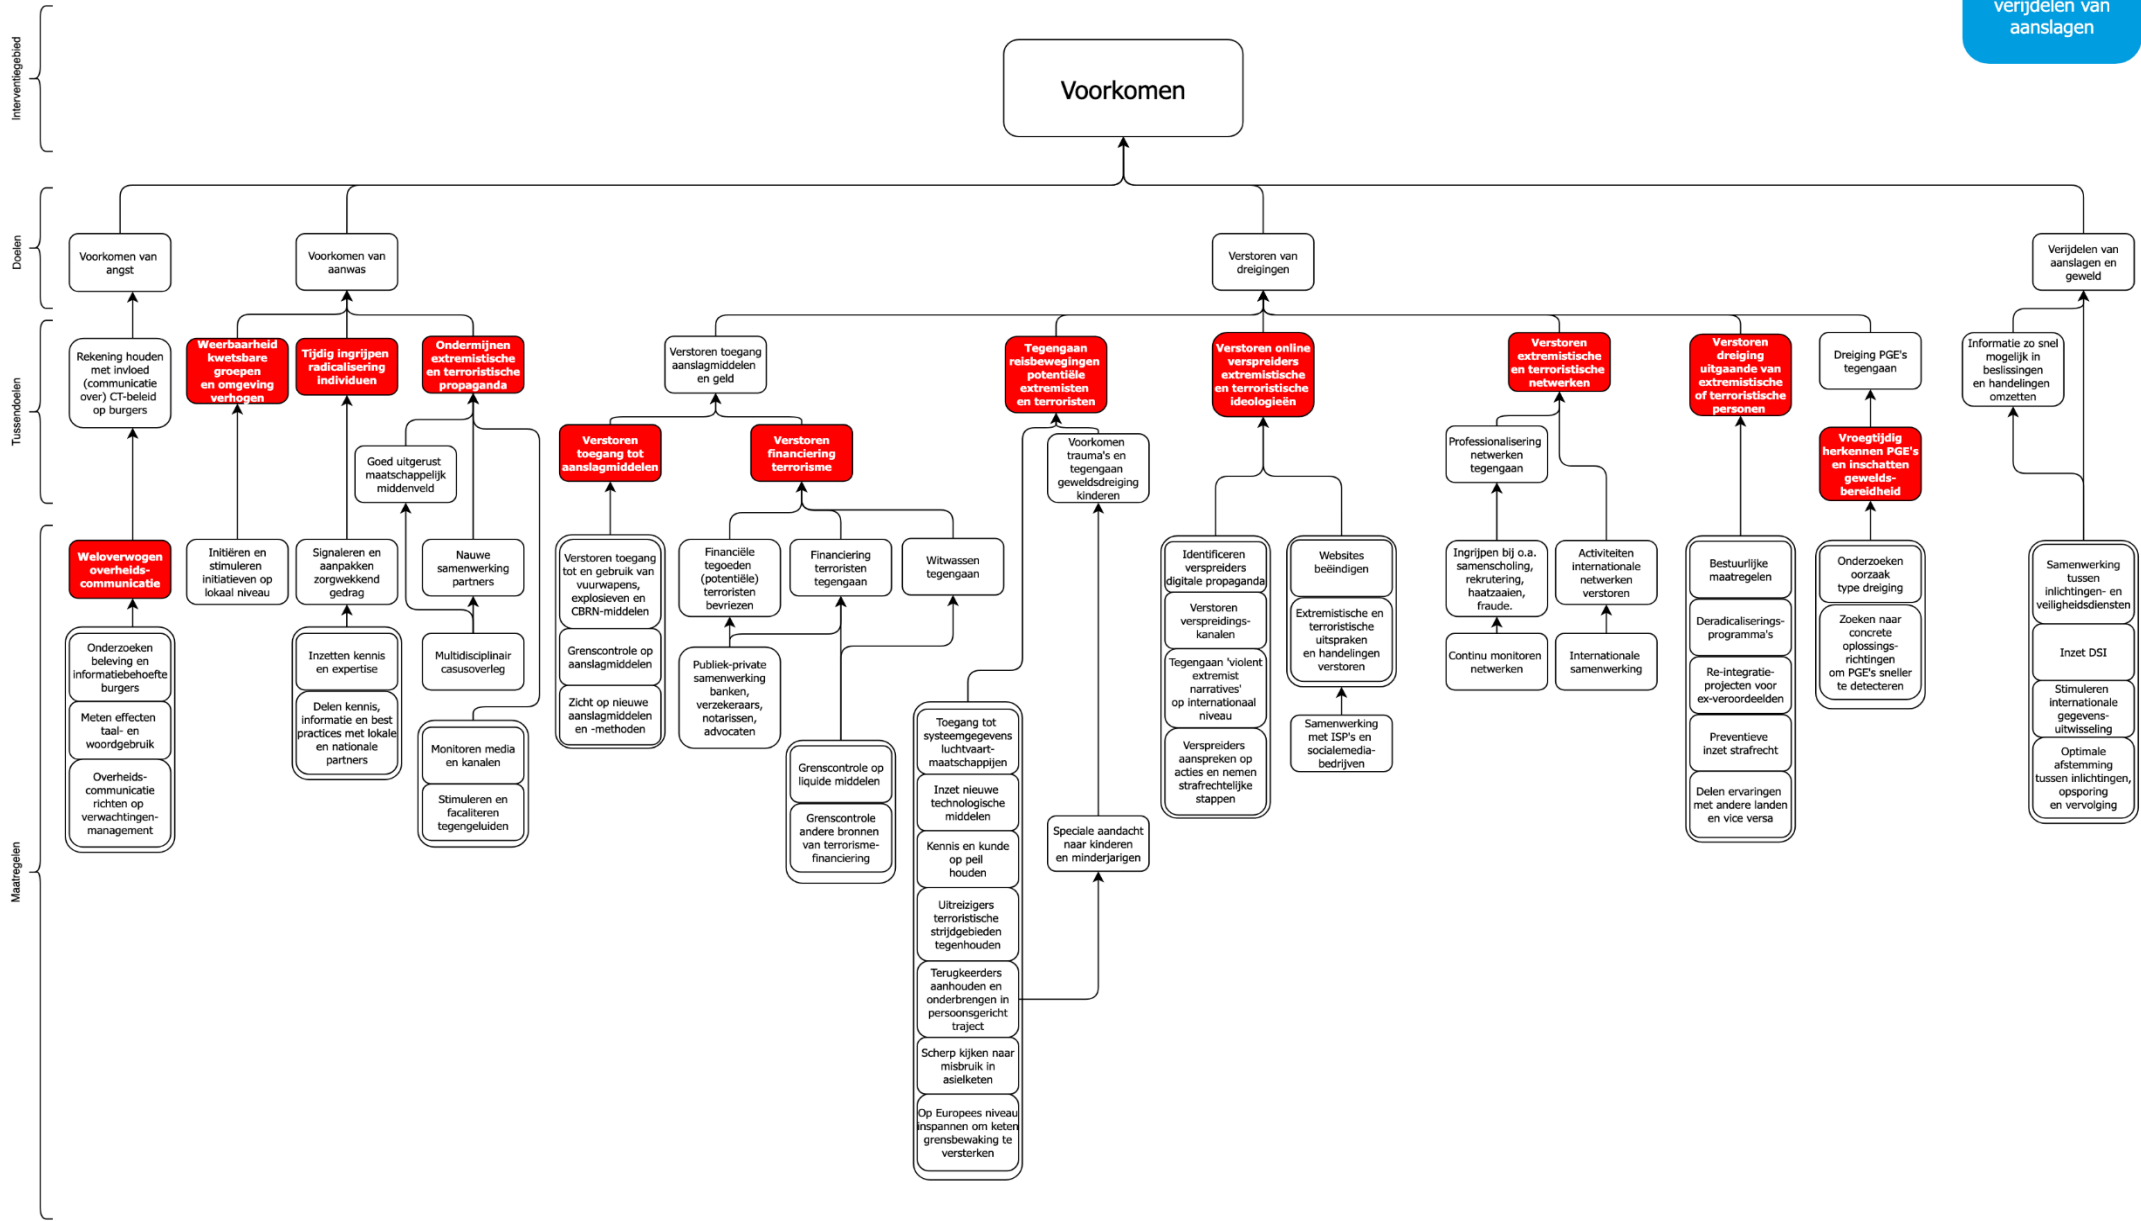 verijdelen van
aanslagen
Interventiegebied
Voorkomen
Doelen
Voorkomen van
angst
Voorkomen van
aanwas
Verstoren van
dreigingen
Verijdelen van
aanslagen en
geweld
Tussendoelen
Rekening houden
met invloed
(communicatie
over) CT-beleid
op burgers
Weerbaarheid
kwetsbare
groepen
en omgeving
verhogen
Tijdig ingrijpen
radicalisering
individuen
Ondermijnen
extremistische
en terroristische
propaganda
Verstoren toegang
aanslagmiddelen
en geld
Tegengaan
reisbewegingen
potentiële
extremisten
en terroristen
Verstoren online
verspreiders
extremistische
en terroristische
ideologieën
Verstoren
extremistische
en terroristische
netwerken
Verstoren
dreiging
uitgaande van
extremistische
of terroristische
personen
Dreiging PGE's
tegengaan
Informatie zo snel
mogelijk in
beslissingen
en handelingen
omzetten
Goed uitgerust
maatschappelijk
middenveld
Verstoren
toegang tot
aanslagmiddelen
Verstoren
financiering
terrorisme
Voorkomen
trauma's en
tegengaan
geweldsdreiging
kinderen
Professionalisering
netwerken
tegengaan
Vroegtijdig
herkennen PGE's
en inschatten
gewelds-
bereidheid
Maatregelen
Weloverwogen
overheids-
communicatie
Initiëren en
stimuleren
initiatieven op
lokaal niveau
Signaleren en
aanpakken
zorgwekkend
gedrag
Nauwe
samenwerking
partners
Verstoren toegang
tot en gebruik van
vuurwapens,
explosieven en
CBRN-middelen
Grenscontrole op
aanslagmiddelen
Zicht op nieuwe
aanslagmiddelen
en -methoden
Financiële
tegoeden
(potentiële)
terroristen
bevriezen
Financiering
terroristen
tegengaan
Witwassen
tegengaan
Identificeren
verspreiders
digitale propaganda
Verstoren
verspreidings-
kanalen
Tegengaan 'violent
extremist
narratives'
op internationaal
niveau
Verspreiders
aanspreken op
acties en nemen
strafrechtelijke
stappen
Websites
beëindigen
Extremistische en
terroristische
uitspraken
en handelingen
verstoren
Samenwerking
met ISP's en
socialemedia-
bedrijven
Ingrijpen bij o.a.
samenscholing,
rekrutering,
haatzaaien,
fraude.
Continu monitoren
netwerken
Activiteiten
internationale
netwerken
verstoren
Internationale
samenwerking
Bestuurlijke
maatregelen
Deradicaliserings-
programma's
Re-integratie-
projecten voor
ex-veroordeelden
Preventieve
inzet strafrecht
Delen ervaringen
met andere landen
en vice versa
Onderzoeken
oorzaak
type dreiging
Zoeken naar
concrete
oplossings-
richtingen
om PGE's sneller
te detecteren
Samenwerking
tussen
inlichtingen- en
veiligheidsdiensten
Inzet DSI
Stimuleren
internationale
gegevens-
uitwisseling
Optimale
afstemming
tussen inlichtingen,
opsporing
en vervolging
Onderzoeken
beleving en
informatiebehoefte
burgers
Meten effecten
taal- en
woordgebruik
Overheids-
communicatie
richten op
verwachtingen-
management
Inzetten kennis
en expertise
Delen kennis,
informatie en best
practices met lokale
en nationale
partners
Multidisciplinair
casusoverleg
Monitoren media
en kanalen
Stimuleren en
facaliteren
tegengeluiden
Publiek-private
samenwerking
banken,
verzekeraars,
notarissen,
advocaten
Grenscontrole op
liquide middelen
Grenscontrole
andere bronnen
van terrorisme-
financiering
Toegang tot
systeemgegevens
luchtvaart-
maatschappijen
Inzet nieuwe
technologische
middelen
Kennis en kunde
op peil
houden
Uitreizigers
terroristische
strijdgebieden
tegenhouden
Terugkeerders
aanhouden en
onderbrengen in
persoonsgericht
traject
Scherp kijken naar
misbruik in
asielketen
Op Europees niveau
inspannen om keten
grensbewaking te
versterken
Speciale aandacht
naar kinderen
en minderjarigen